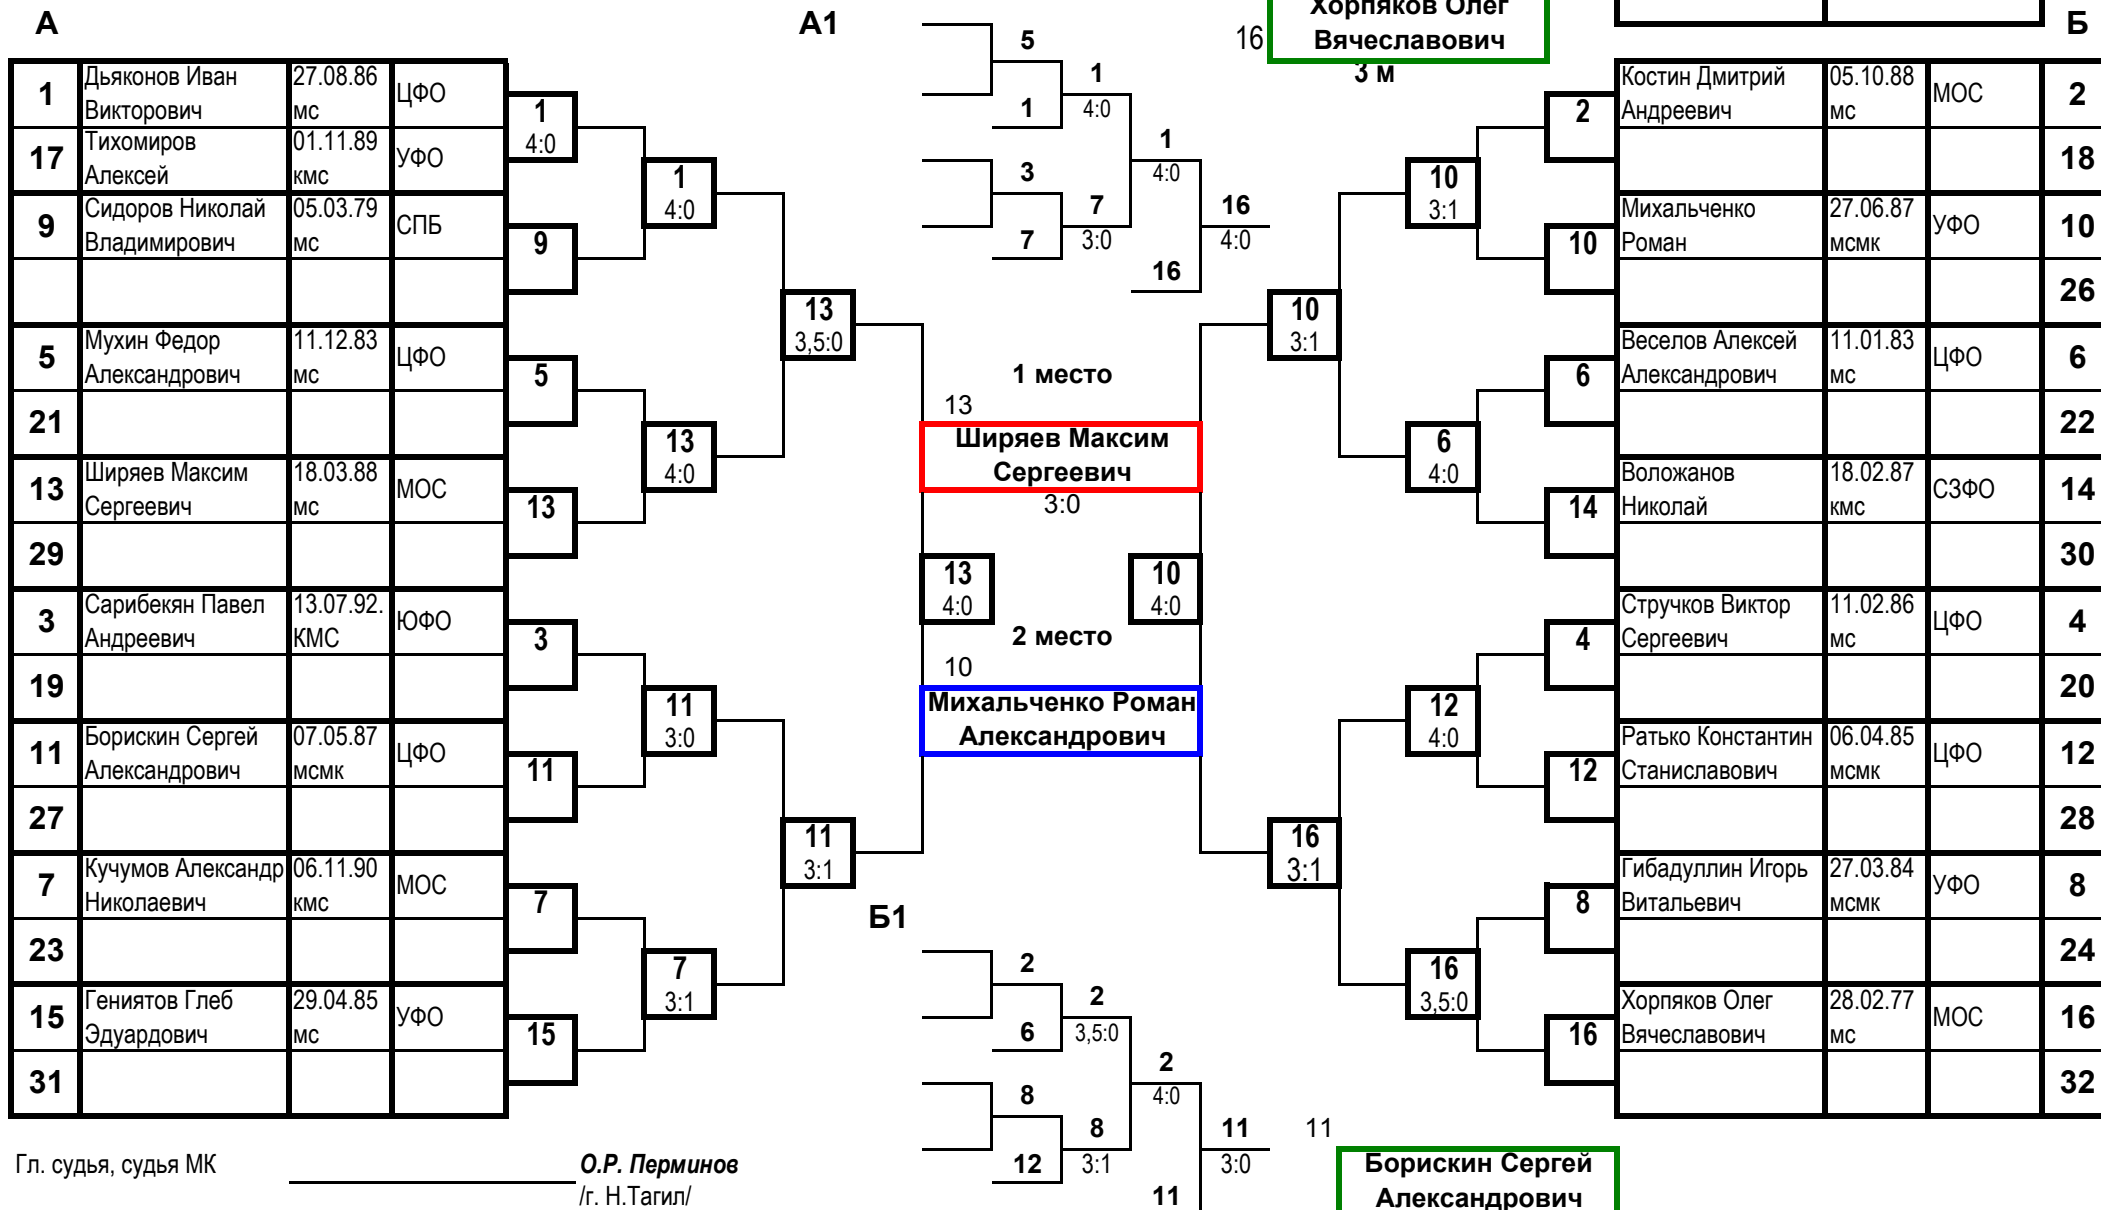 А
А1
Хорпяков Олег
Вячеславович
16
3 м
Б
1
Дьяконов Иван
Викторович
27.08.86
мс
ЦФО
17
Тихомиров
Алексей
01.11.89
кмс
УФО
9
Сидоров Николай
Владимирович
05.03.79
мс
СПБ
5
Мухин Федор
Александрович
11.12.83
мс
ЦФО
21
13
Ширяев Максим
Сергеевич
18.03.88
мс
МОС
29
3
Сарибекян Павел
Андреевич
13.07.92.
КМС
ЮФО
19
11
Борискин Сергей
Александрович
07.05.87
мсмк
ЦФО
27
7
Кучумов Александр
Николаевич
06.11.90
кмс
МОС
23
15
Гениятов Глеб
Эдуардович
29.04.85
мс
УФО
31
1
4:0
9
5
13
3
11
7
15
1
4:0
13
4:0
11
3:0
7
3:1
13
3,5:0
11
3:1
5
1
1
4:0
3
7
7
3:0
1
4:0
16
16
4:0
1 место
13
Ширяев Максим
Сергеевич
3:0
13
4:0
10
4:0
2 место
10
Михальченко Роман
Александрович
Б1
2
6
2
3,5:0
8
12
8
3:1
2
4:0
11
11
3:0
11
Борискин Сергей
Александрович
10
3:1
16
3:1
10
3:1
6
4:0
12
4:0
16
3,5:0
2
10
6
14
4
12
8
16
Костин Дмитрий
Андреевич
05.10.88
мс
МОС
2
18
Михальченко
Роман
27.06.87
мсмк
УФО
10
26
Веселов Алексей
Александрович
11.01.83
мс
ЦФО
6
22
Воложанов
Николай
18.02.87
кмс
СЗФО
14
30
Стручков Виктор
Сергеевич
11.02.86
мс
ЦФО
4
20
Ратько Константин
Станиславович
06.04.85
мсмк
ЦФО
12
28
Гибадуллин Игорь
Витальевич
27.03.84
мсмк
УФО
8
24
Хорпяков Олег
Вячеславович
28.02.77
мс
МОС
16
32
Гл. судья, судья МК
О.Р. Перминов
/г. Н.Тагил/